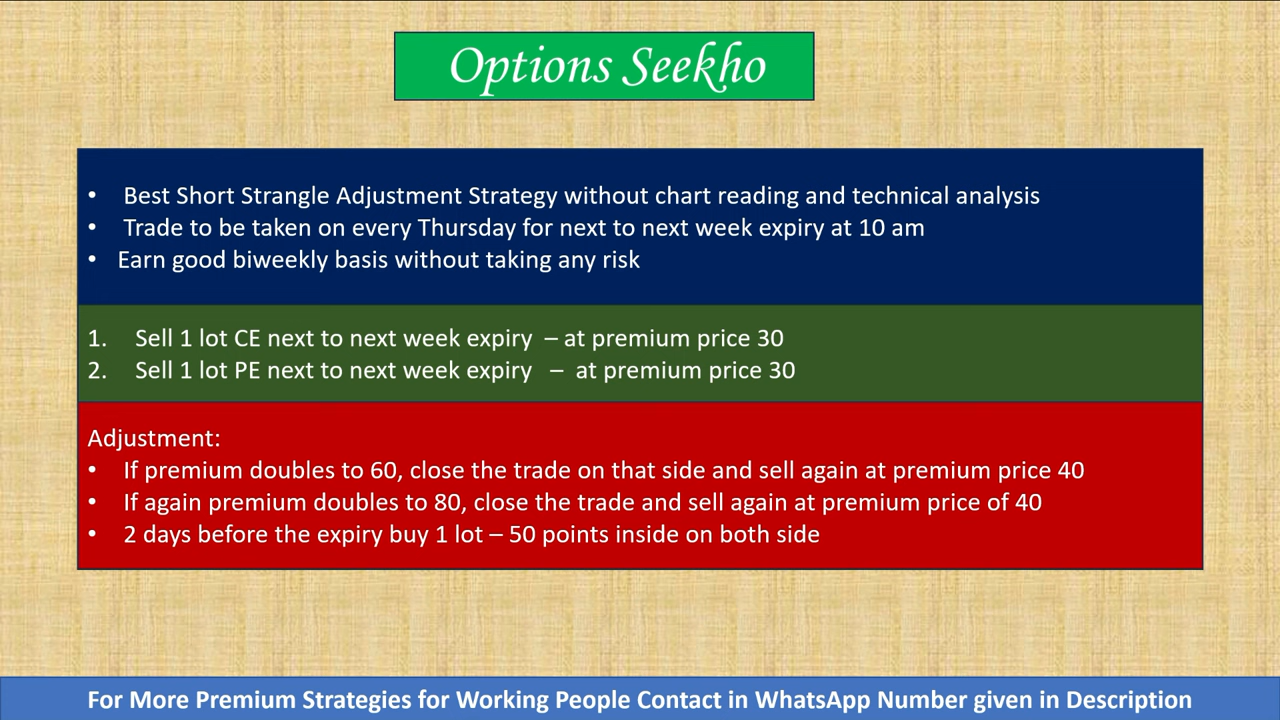 Options Seekho
• Best Short Strangle Adjustment Strategy without chart reading and technical analysis
• Trade to be taken on every Thursday for next to next week expiry at 10 am
• Earn good biweekly basis without taking any risk
1. Sell 1 lot CE next to next week expiry – at premium price 30
2. Sell 1 lot PE next to next week expiry – at premium price 30
Adjustment:
• If premium doubles to 60, close the trade on that side and sell again at premium price 40
• If again premium doubles to 80, close the trade and sell again at premium price of 40
• 2 days before the expiry buy 1 lot – 50 points inside on both side
For More Premium Strategies for Working People Contact in WhatsApp Number given in Description